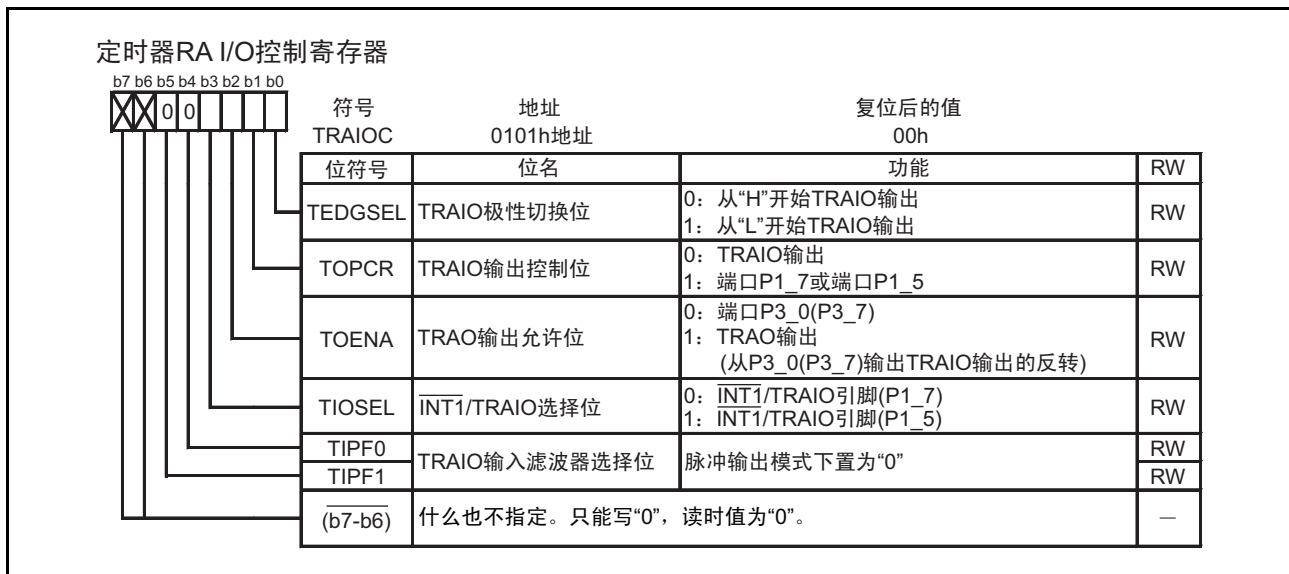 定时器RA I/O控制寄存器
b7 b6 b5 b4 b3 b2 b1 b0
0 0
符号 地址 复位后的值
TRAIOC 0101h地址 00h
位符号 位名 功能 RW
TEDGSEL TRAIO极性切换位 0：从“H”开始TRAIO输出 RW
1：从“L”开始TRAIO输出
TOPCR TRAIO输出控制位 0：TRAIO输出 RW
1：端口P1_7或端口P1_5
TOENA TRAO输出允许位 0：端口P3_0(P3_7) RW
1：TRAO输出
(从P3_0(P3_7)输出TRAIO输出的反转)
TIOSEL INT1/TRAIO选择位 0：INT1/TRAIO引脚(P1_7) RW
1：INT1/TRAIO引脚(P1_5)
TIPF0 TRAIO输入滤波器选择位 脉冲输出模式下置为“0” RW
TIPF1 RW
(b7-b6) 什么也不指定。只能写“0”，读时值为“0”。 —